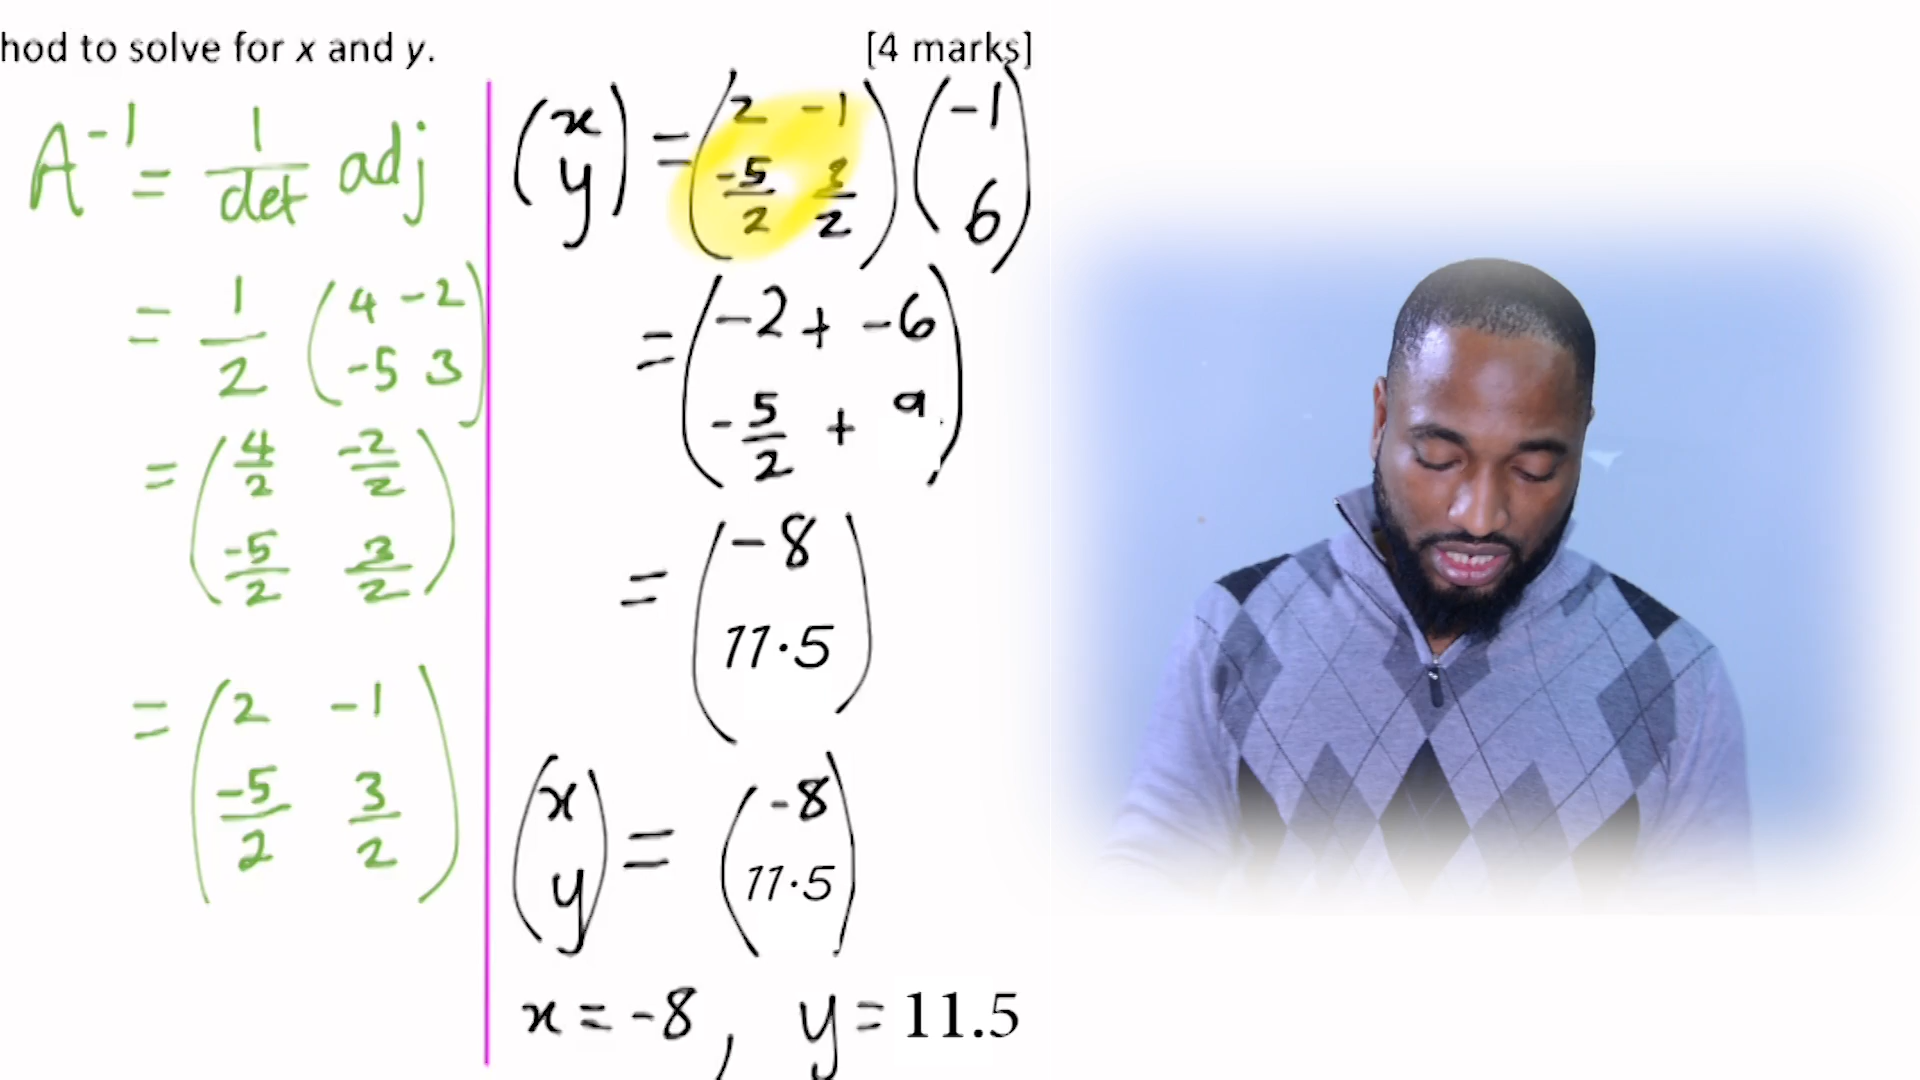 hod to solve for x and y. [4 marks]
A⁻¹ = 1/det adj
= 1/2 (4 -2
-5 3)
= (4/2 -2/2
-5/2 3/2)
= (2 -1
-5/2 3/2)
(x
y) = (2 -1
-5/2 3/2) (-1
6)
= (-2 + -6
-5/2 + 9)
= (-8
11.5)
(x
y) = (-8
11.5)
x = -8, y = 11.5